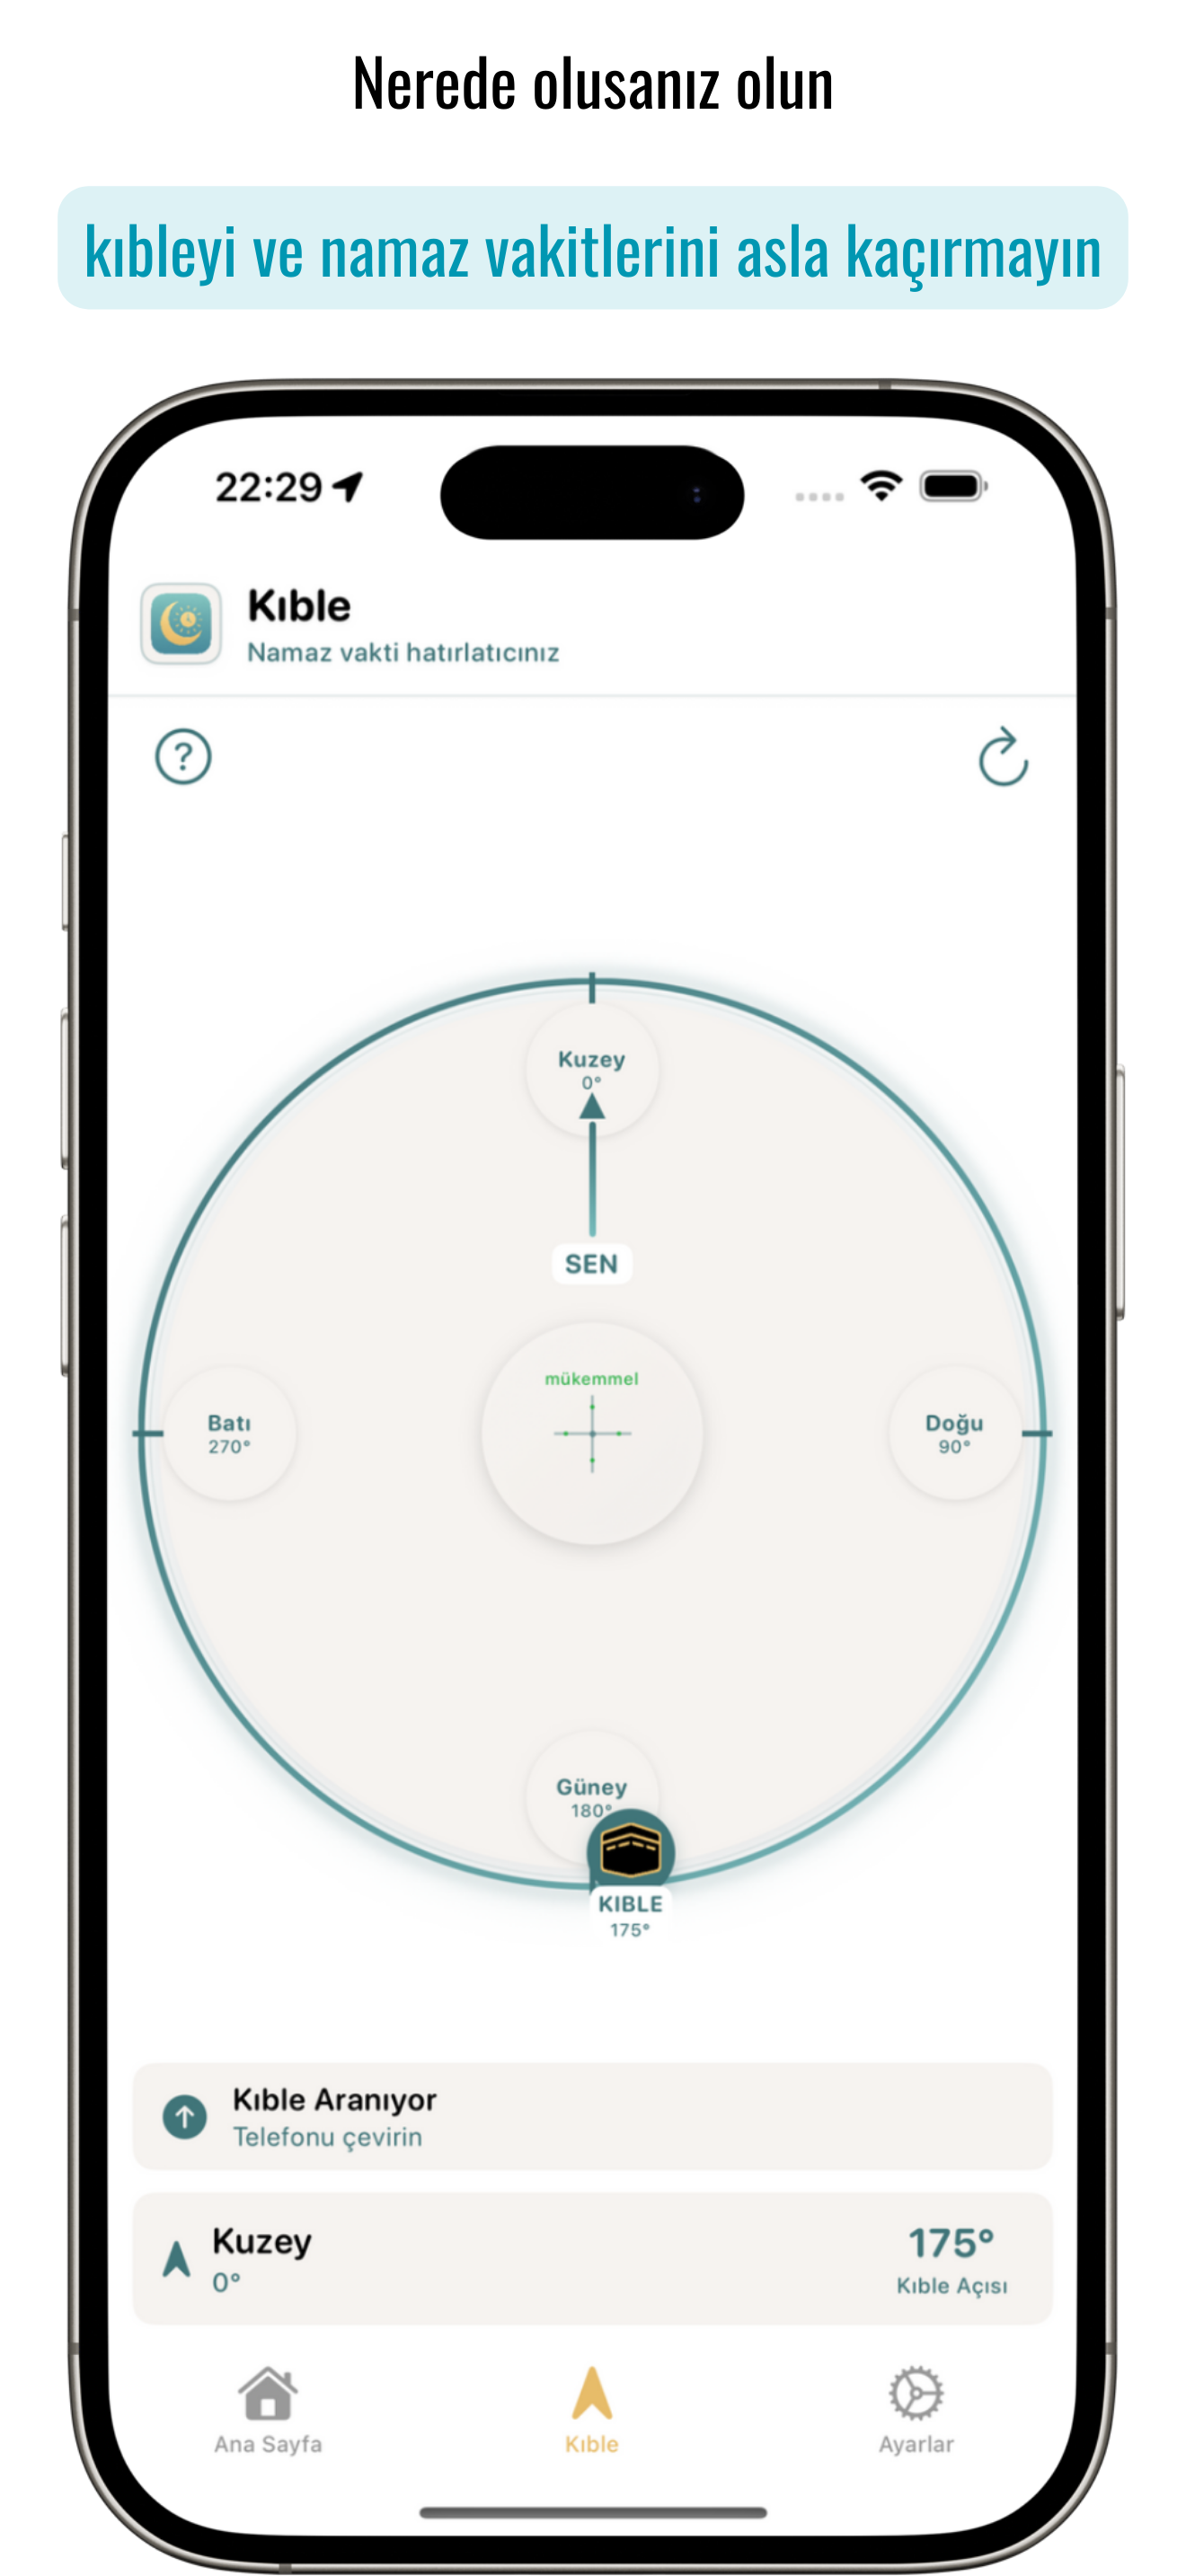 Nerede olusanız olun
kıbleyi ve namaz vakitlerini asla kaçırmayın
22:29
Kıble
Namaz vakti hatırlatıcınız
?
Kuzey
0°
SEN
mükemmel
Batı
270°
Doğu
90°
Güney
180°
KIBLE
175°
Kıble Aranıyor
Telefonu çevirin
Kuzey
0°
175°
Kıble Açısı
Ana Sayfa
Kıble
Ayarlar